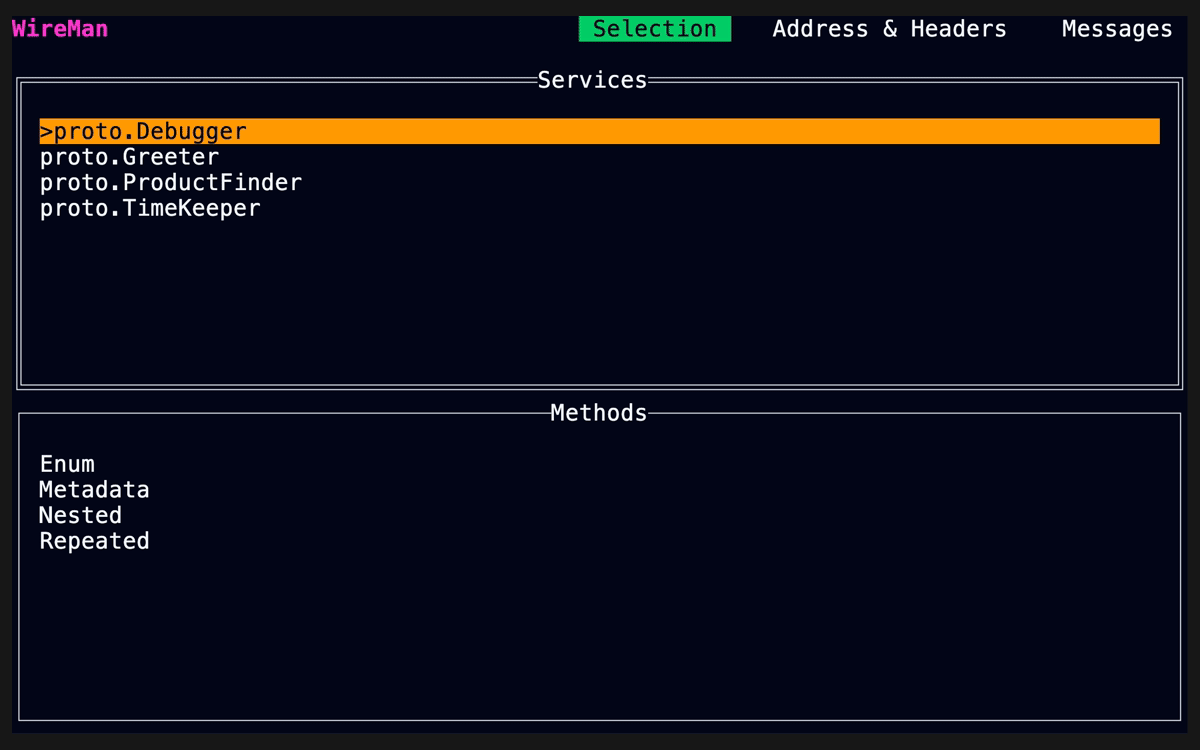 WireMan Selection Address & Headers Messages
Services
>proto.Debugger
proto.Greeter
proto.ProductFinder
proto.TimeKeeper
Methods
Enum
Metadata
Nested
Repeated